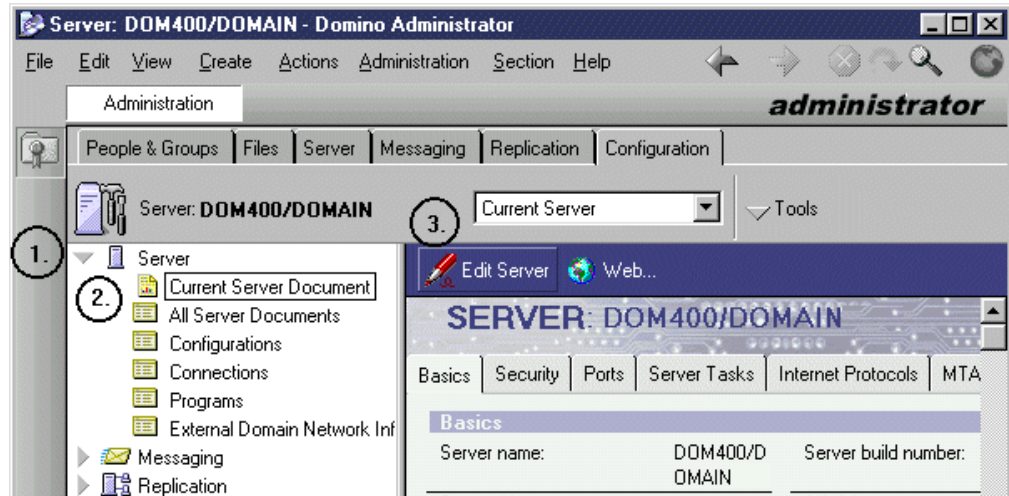 Server: DOM400/DOMAIN - Domino Administrator
File Edit View Create Actions Administration Section Help
Administration
administrator
People & Groups Files Server Messaging Replication Configuration
Server: DOM400/DOMAIN
3.
Current Server
Tools
1.
Server
Edit Server Web...
2.
Current Server Document
All Server Documents
SERVER: DOM400/DOMAIN
Configurations
Connections
Basics Security Ports Server Tasks Internet Protocols MTA
Programs
External Domain Network Inf
Basics
Messaging
Server name: DOM400/D Server build number:
OMAIN
Replication